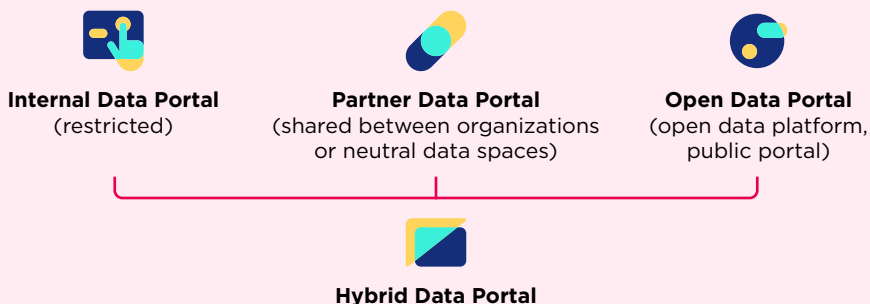 Internal Data Portal
(restricted)
Partner Data Portal
(shared between organizations
or neutral data spaces)
Open Data Portal
(open data platform,
public portal)
Hybrid Data Portal